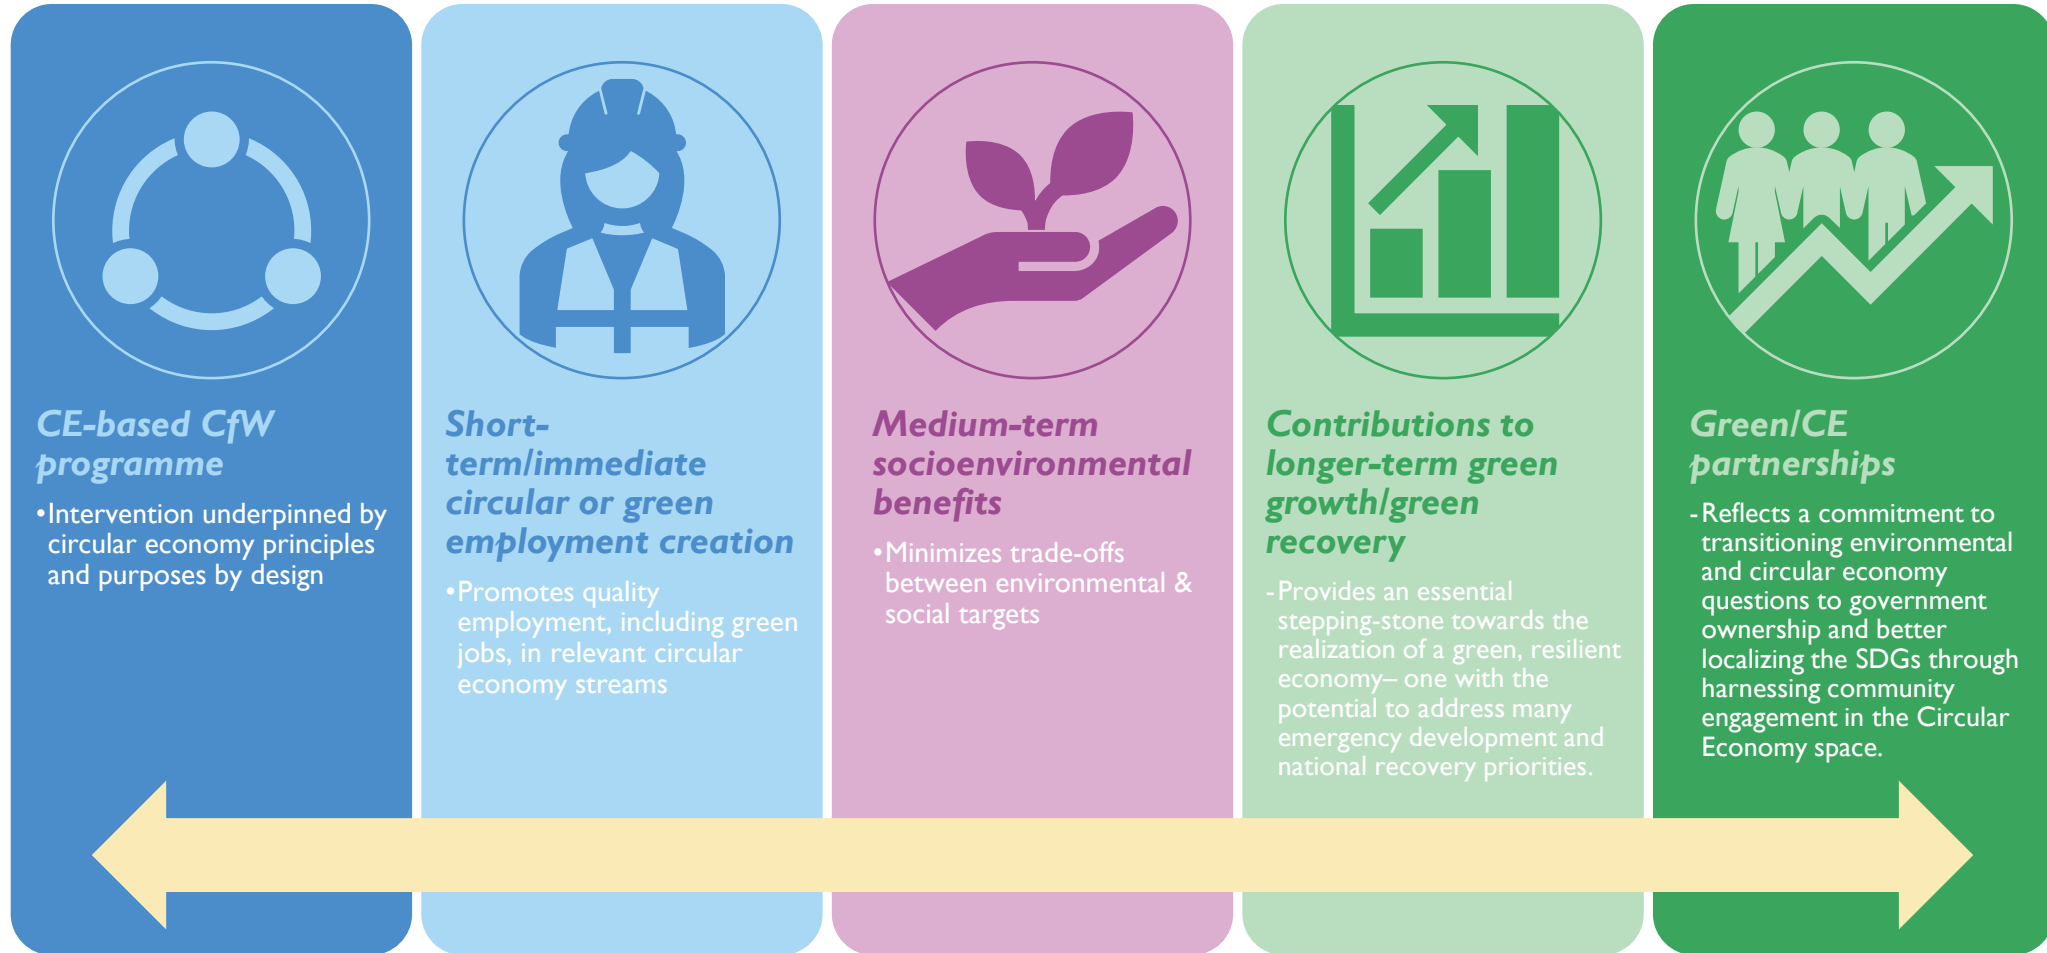 CE-based CfW
programme
•Intervention underpinned by
circular economy principles
and purposes by design
Short-
term/immediate
circular or green
employment creation
•Promotes quality
employment, including green
jobs, in relevant circular
economy streams
Medium-term
socioenvironmental
benefits
•Minimizes trade-offs
between environmental &
social targets
Contributions to
longer-term green
growth/green
recovery
-Provides an essential
stepping-stone towards the
realization of a green, resilient
economy– one with the
potential to address many
emergency development and
national recovery priorities.
Green/CE
partnerships
-Reflects a commitment to
transitioning environmental
and circular economy
questions to government
ownership and better
localizing the SDGs through
harnessing community
engagement in the Circular
Economy space.